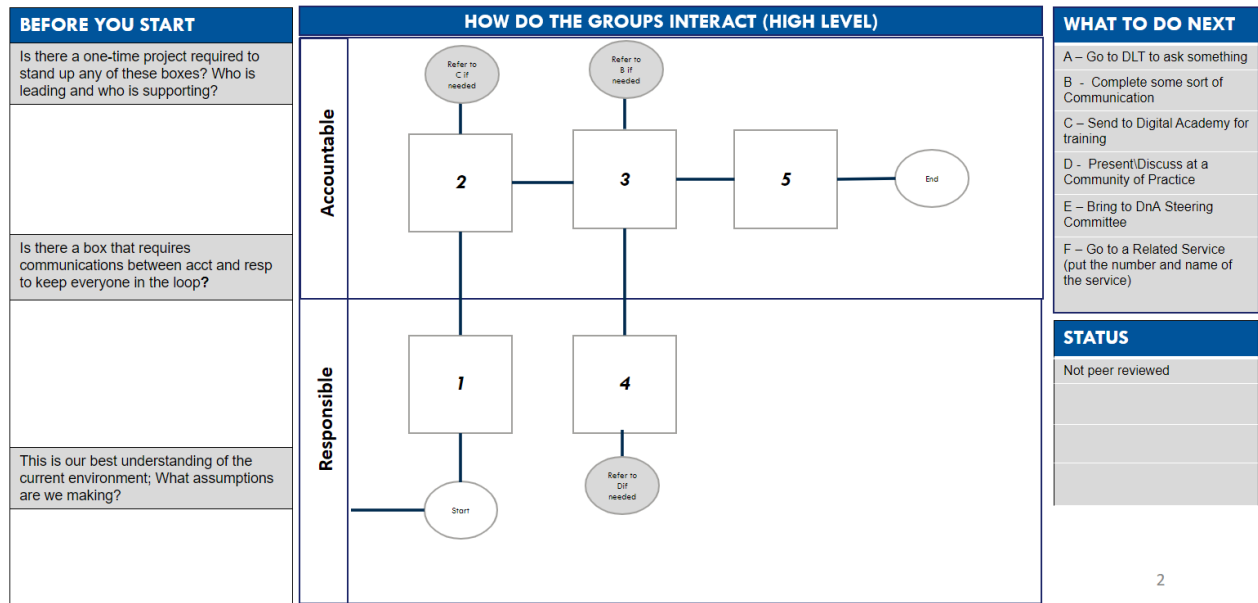 BEFORE YOU START
Is there a one-time project required to
stand up any of these boxes? Who is
leading and who is supporting?
Is there a box that requires
communications between acct and resp
to keep everyone in the loop?
This is our best understanding of the
current environment; What assumptions
are we making?
HOW DO THE GROUPS INTERACT (HIGH LEVEL)
Accountable
Refer to
C if
needed
Refer to
B if
needed
2
3
5
End
Responsible
1
4
Start
Refer to
Dif
needed
WHAT TO DO NEXT
A – Go to DLT to ask something
B - Complete some sort of
Communication
C – Send to Digital Academy for
training
D - Present\Discuss at a
Community of Practice
E – Bring to DnA Steering
Committee
F – Go to a Related Service
(put the number and name of
the service)
STATUS
Not peer reviewed
2